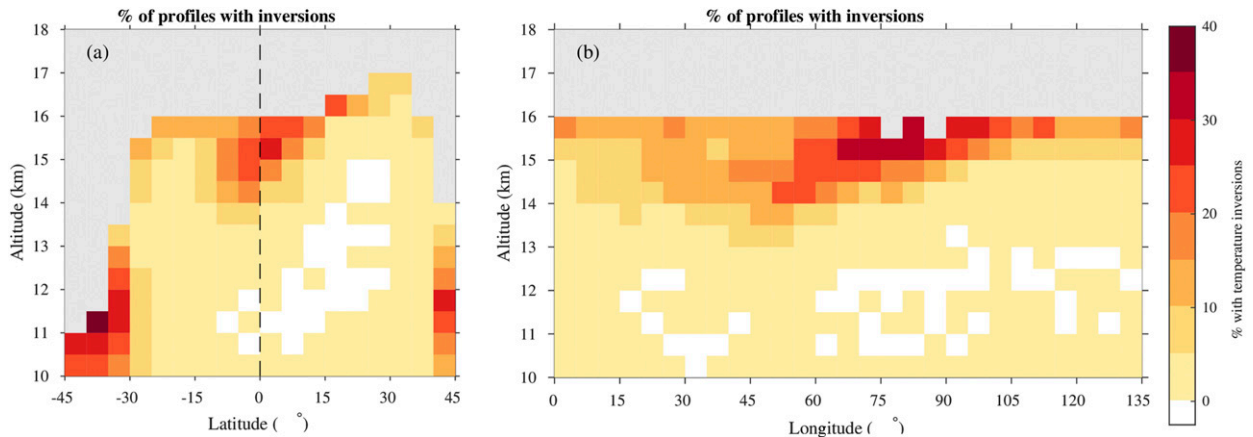 % of profiles with inversions
(a)
18
17
16
15
14
13
12
11
10
Altitude (km)
-45 -30 -15 0 15 30 45
Latitude ( °)
% of profiles with inversions
(b)
18
17
16
15
14
13
12
11
10
Altitude (km)
0 15 30 45 60 75 90 105 120 135
Longitude ( °)
40
30
20
10
0
% with temperature inversions